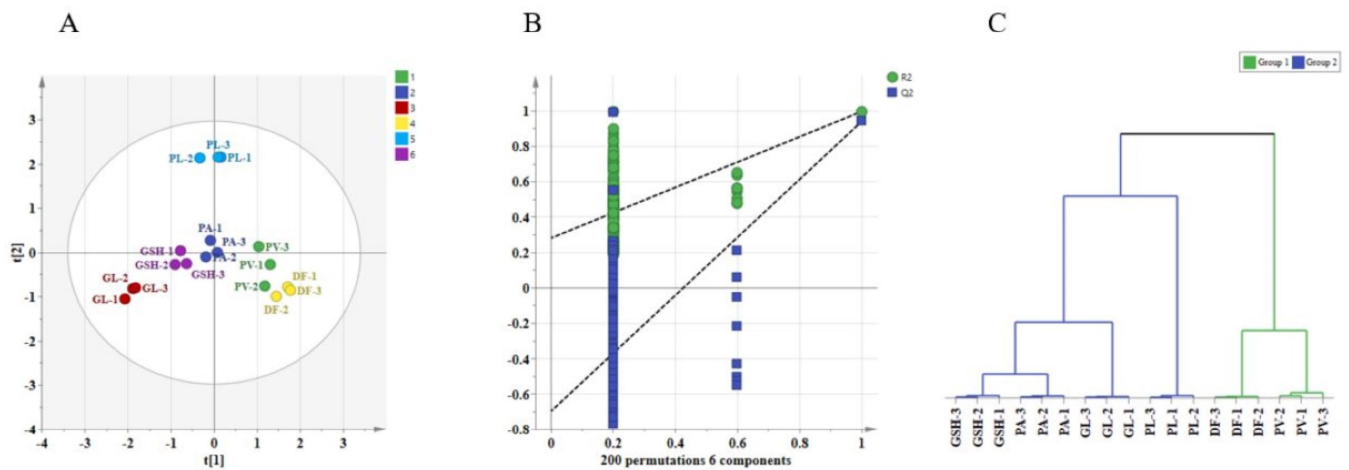 A
B
C
1
2
3
4
5
6
3
2
1
0
-1
-2
-3
-4
t[2]
-4
-3
-2
-1
0
1
2
3
t[1]
PL-3
PL-2
PL-1
PA-1
PA-3
PA-2
PV-3
PV-1
PV-2
GSH-1
GSH-2
GSH-3
GL-2
GL-3
GL-1
DF-1
DF-3
DF-2
R2
Q2
1
0.8
0.6
0.4
0.2
0
-0.2
-0.4
-0.6
-0.8
0
0.2
0.4
0.6
0.8
1
200 permutations 6 components
Group 1
Group 2
GSH-3
GSH-2
GSH-1
PA-3
PA-2
PA-1
GL-3
GL-2
GL-1
PL-3
PL-1
PL-2
DF-3
DF-1
DF-2
PV-2
PV-1
PV-3